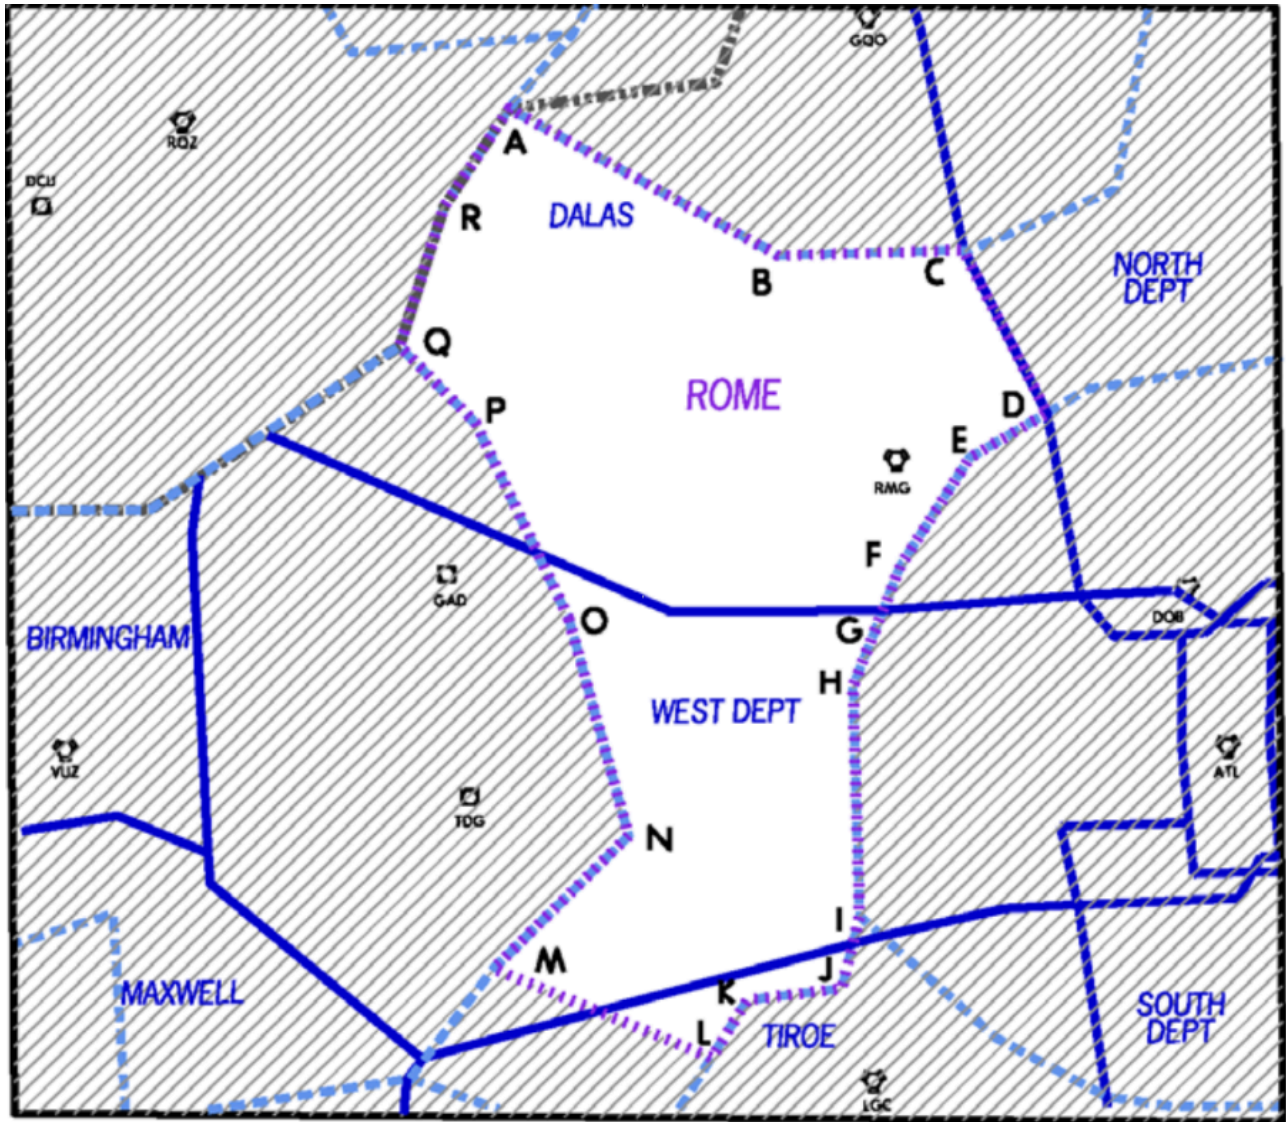 GQO
RQZ
A
DCU
R
DALAS
B
C
NORTH
DEPT
Q
P
ROME
D
E
RMG
F
GAD
O
G
DOB
BIRMINGHAM
H
WEST DEPT
VUZ
ATL
TDG
N
I
M
J
K
MAXWELL
L
TIROE
SOUTH
DEPT
LGC